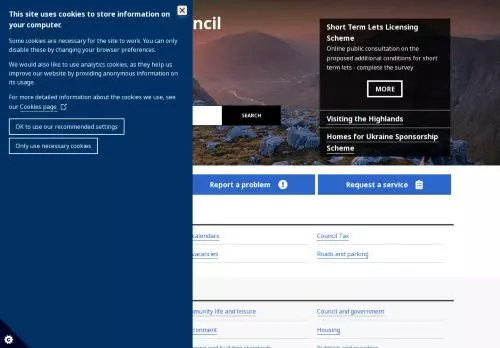 This site uses cookies to store information on
your computer.
Some cookies are necessary for the site to work. You can only
disable these by changing your browser preferences.
We would also like to use analytics cookies, as they help us
improve our website by providing anonymous information on
its usage.
For more detailed information about the cookies we use, see
our Cookies page.
OK to use our recommended settings
Only use necessary cookies
Short Term Lets Licensing
Scheme
Online public consultation on the
proposed additional conditions for short
term lets - complete the survey
MORE
SEARCH
Visiting the Highlands
Homes for Ukraine Sponsorship
Scheme
Report a problem
Request a service
calendars
Council Tax
vacancies
Roads and parking
munity life and leisure
Council and government
ronment
Housing